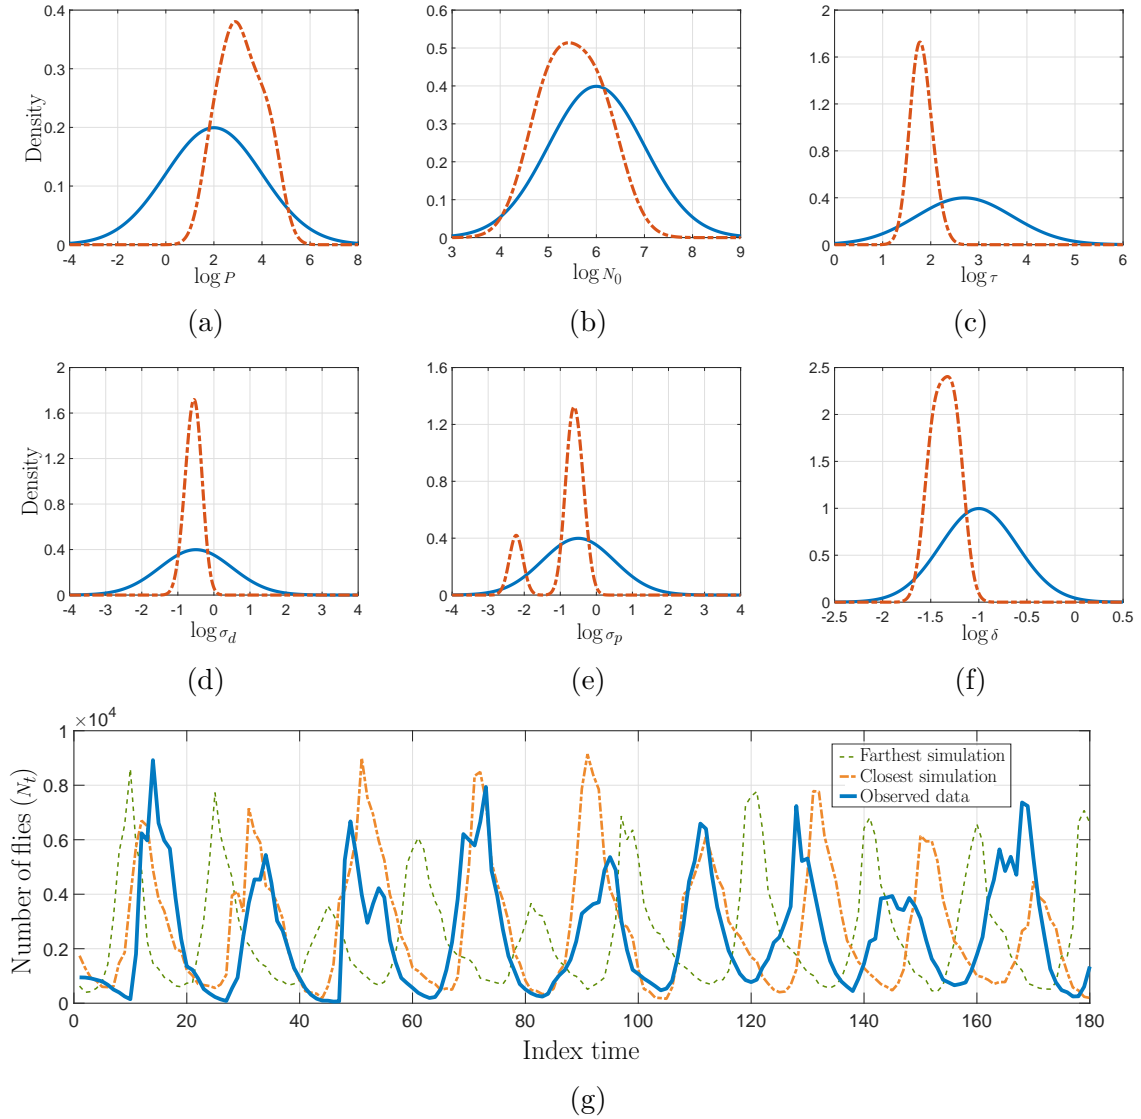 Density
0.4
0.3
0.2
0.1
0
-4 -2 0 2 4 6 8
log P
(a)
0.6
0.5
0.4
0.3
0.2
0.1
0
3 4 5 6 7 8 9
log N0
(b)
2
1.6
1.2
0.8
0.4
0
0 1 2 3 4 5 6
log τ
(c)
Density
2
1.6
1.2
0.8
0.4
0
-4 -3 -2 -1 0 1 2 3 4
log σd
(d)
1.6
1.2
0.8
0.4
0
-4 -3 -2 -1 0 1 2 3 4
log σp
(e)
2.5
2
1.5
1
0.5
0
-2.5 -2 -1.5 -1 -0.5 0 0.5
log δ
(f)
×10⁴
Number of flies (Nt)
1
0.8
0.6
0.4
0.2
0
Farthest simulation
Closest simulation
Observed data
0 20 40 60 80 100 120 140 160 180
Index time
(g)